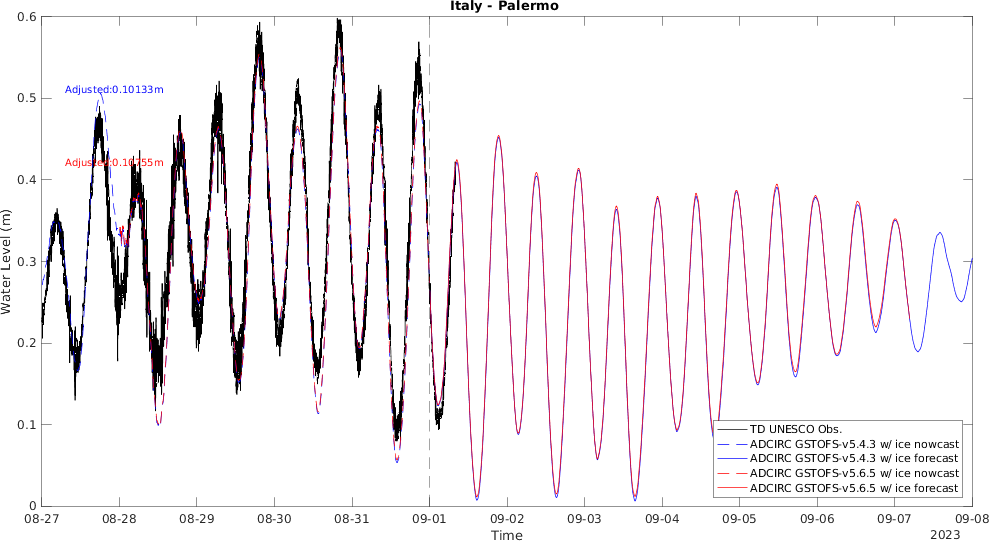 Italy - Palermo
Water Level (m)
0.6
0.5
0.4
0.3
0.2
0.1
0
Adjusted:0.10133m
Adjusted:0.10755m
TD UNESCO Obs.
ADCIRC GSTOFS-v5.4.3 w/ ice nowcast
ADCIRC GSTOFS-v5.4.3 w/ ice forecast
ADCIRC GSTOFS-v5.6.5 w/ ice nowcast
ADCIRC GSTOFS-v5.6.5 w/ ice forecast
08-27 08-28 08-29 08-30 08-31 09-01 09-02 09-03 09-04 09-05 09-06 09-07 09-08
Time
2023